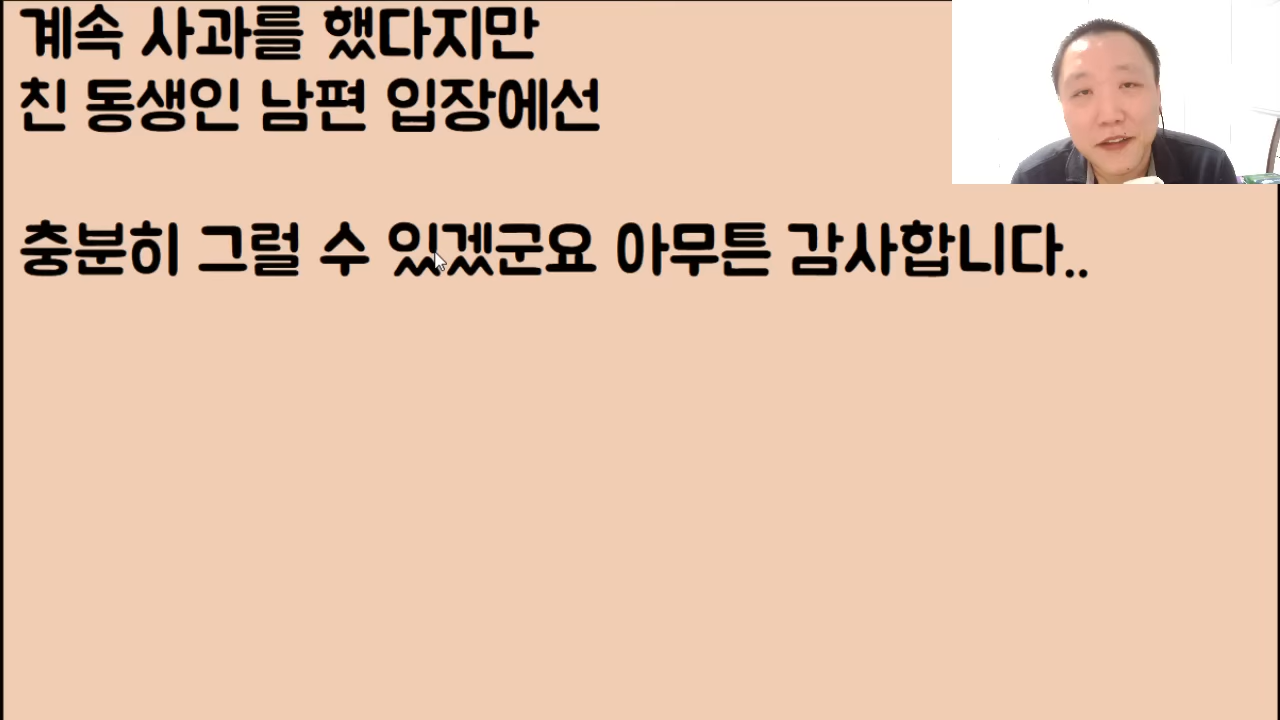 계속 사과를 했다지만
친 동생인 남편 입장에선
충분히 그럴 수 있겠군요 아무튼 감사합니다..